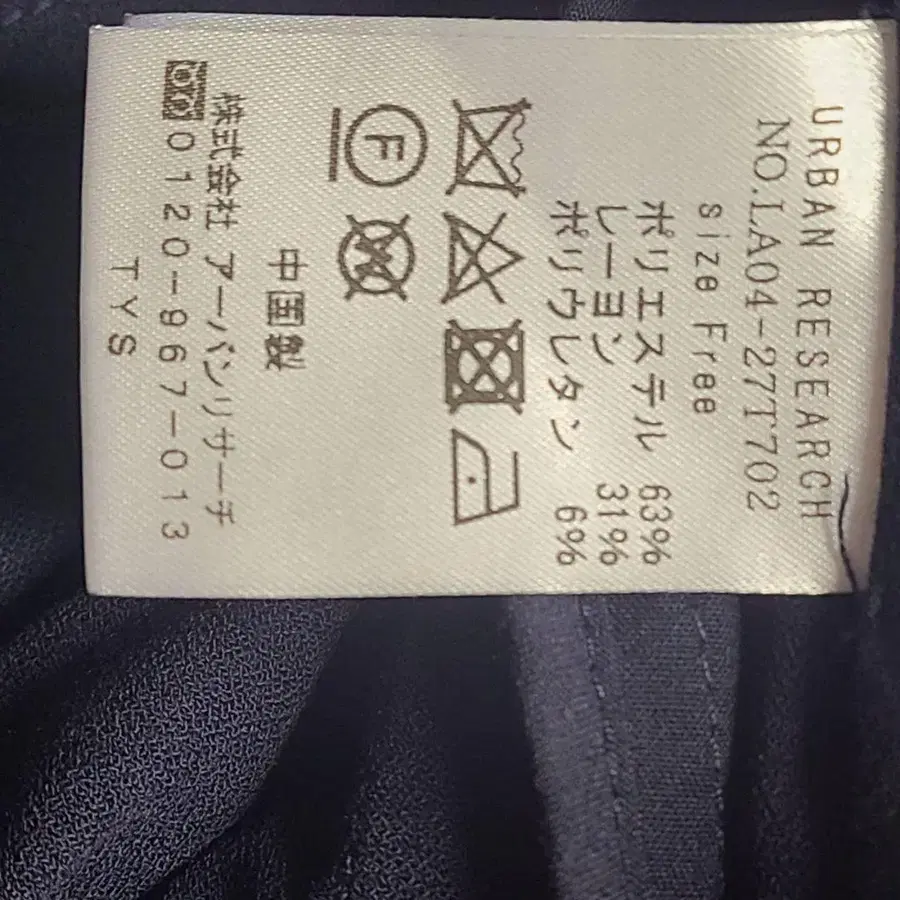 URBAN RESEARCH
NO.LA04-27T702
size Free
ポリエステル 63%
レーヨン 31%
ポリウレタン 6%
F
W
中国製
株式会社 アーバンリサーチ
0120-967-013
TYS